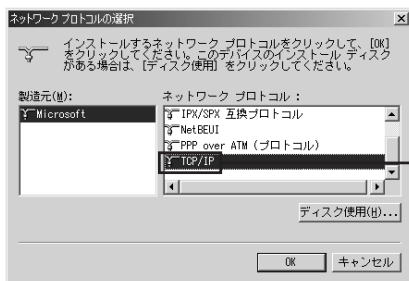 ネットワーク プロトコルの選択
インストールするネットワーク プロトコルをクリックして、[OK]
をクリックしてください。このデバイスのインストール ディスク
がある場合は、[ディスク使用] をクリックしてください。
製造元(M):
ネットワーク プロトコル :
Microsoft
IPX/SPX 互換プロトコル
NetBEUI
PPP over ATM (プロトコル)
TCP/IP
ディスク使用(H)...
OK
キャンセル